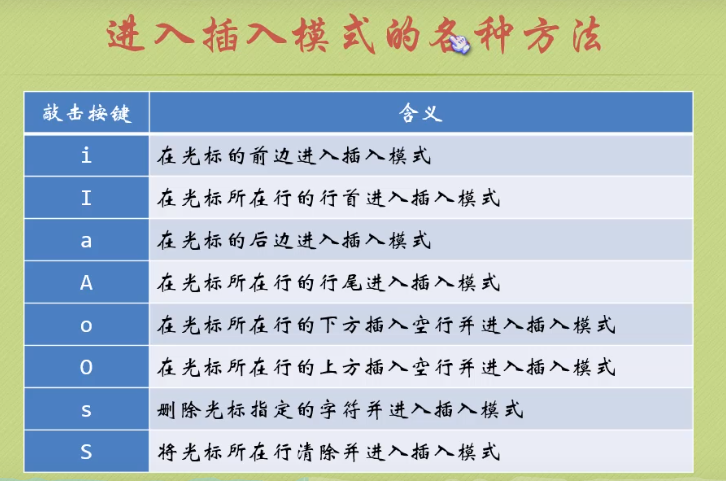 进入插入模式的各种方法
敲击按键 含义
i 在光标的前边进入插入模式
I 在光标所在行的行首进入插入模式
a 在光标的后边进入插入模式
A 在光标所在行的行尾进入插入模式
o 在光标所在行的下方插入空行并进入插入模式
O 在光标所在行的上方插入空行并进入插入模式
s 删除光标指定的字符并进入插入模式
S 将光标所在行清除并进入插入模式